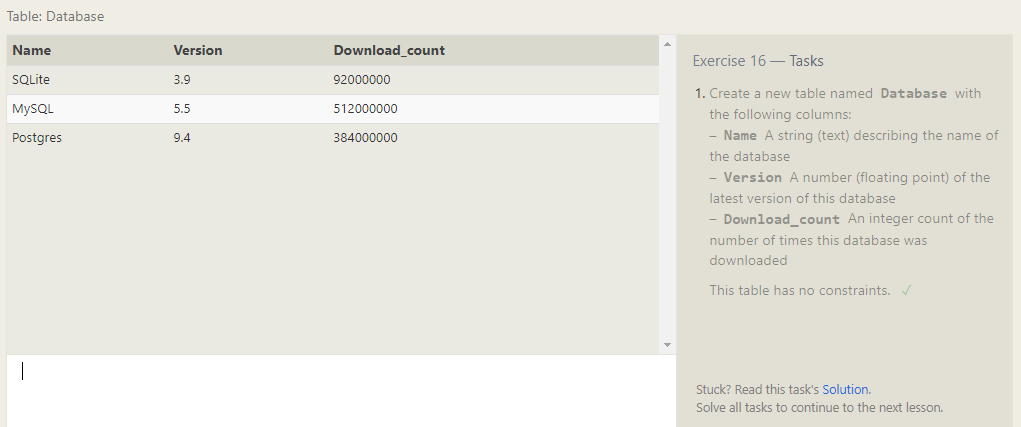 Table: Database
Name Version Download_count
SQLite 3.9 92000000
MySQL 5.5 512000000
Postgres 9.4 384000000
Exercise 16 — Tasks
1. Create a new table named Database with
the following columns:
– Name A string (text) describing the name of
the database
– Version A number (floating point) of the
latest version of this database
– Download_count An integer count of the
number of times this database was
downloaded
This table has no constraints. ✓
Stuck? Read this task's Solution.
Solve all tasks to continue to the next lesson.